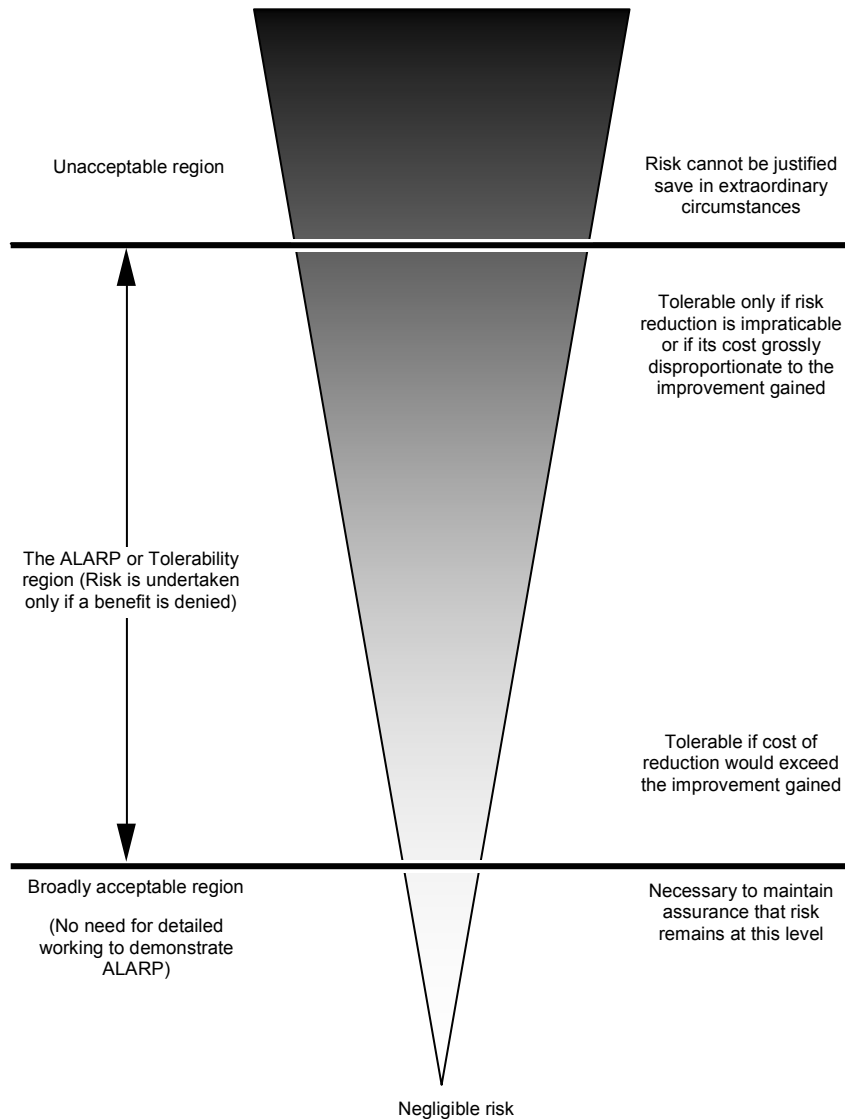 Unacceptable region
Risk cannot be justified
save in extraordinary
circumstances
Tolerable only if risk
reduction is impraticable
or if its cost grossly
disproportionate to the
improvement gained
The ALARP or Tolerability
region (Risk is undertaken
only if a benefit is denied)
Tolerable if cost of
reduction would exceed
the improvement gained
Broadly acceptable region
(No need for detailed
working to demonstrate
ALARP)
Necessary to maintain
assurance that risk
remains at this level
Negligible risk